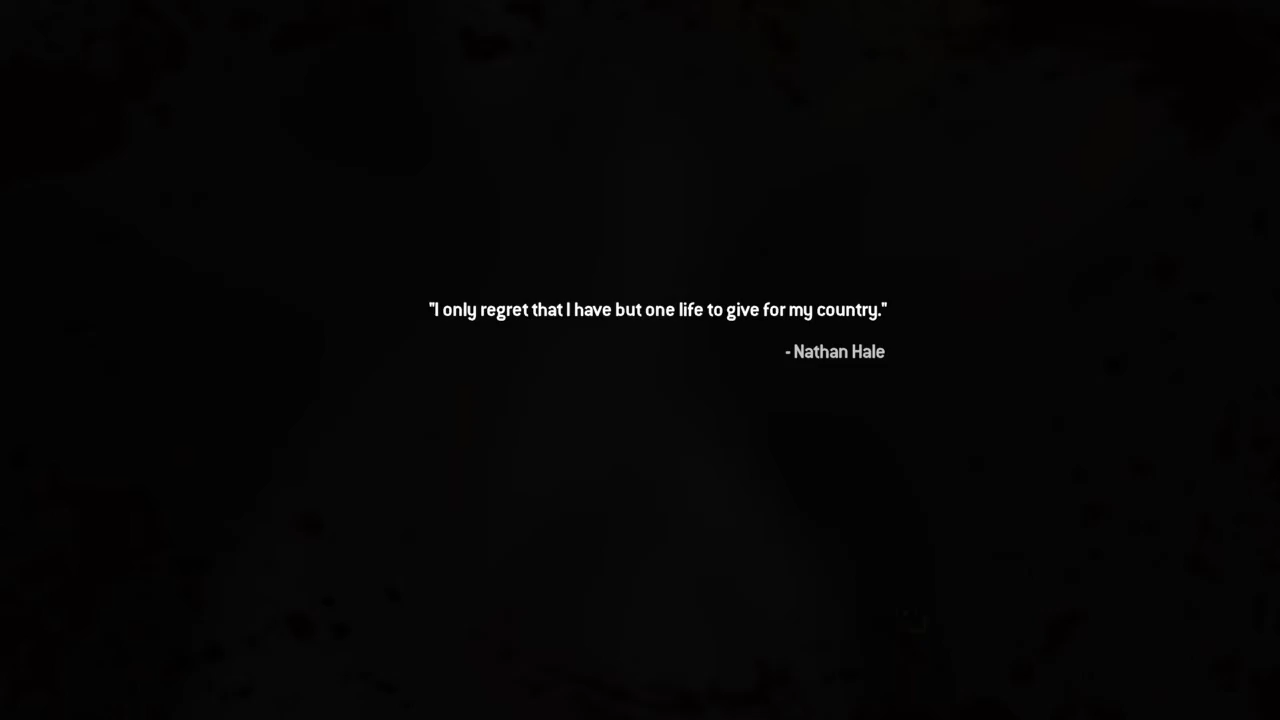 "I only regret that I have but one life to give for my country."
- Nathan Hale